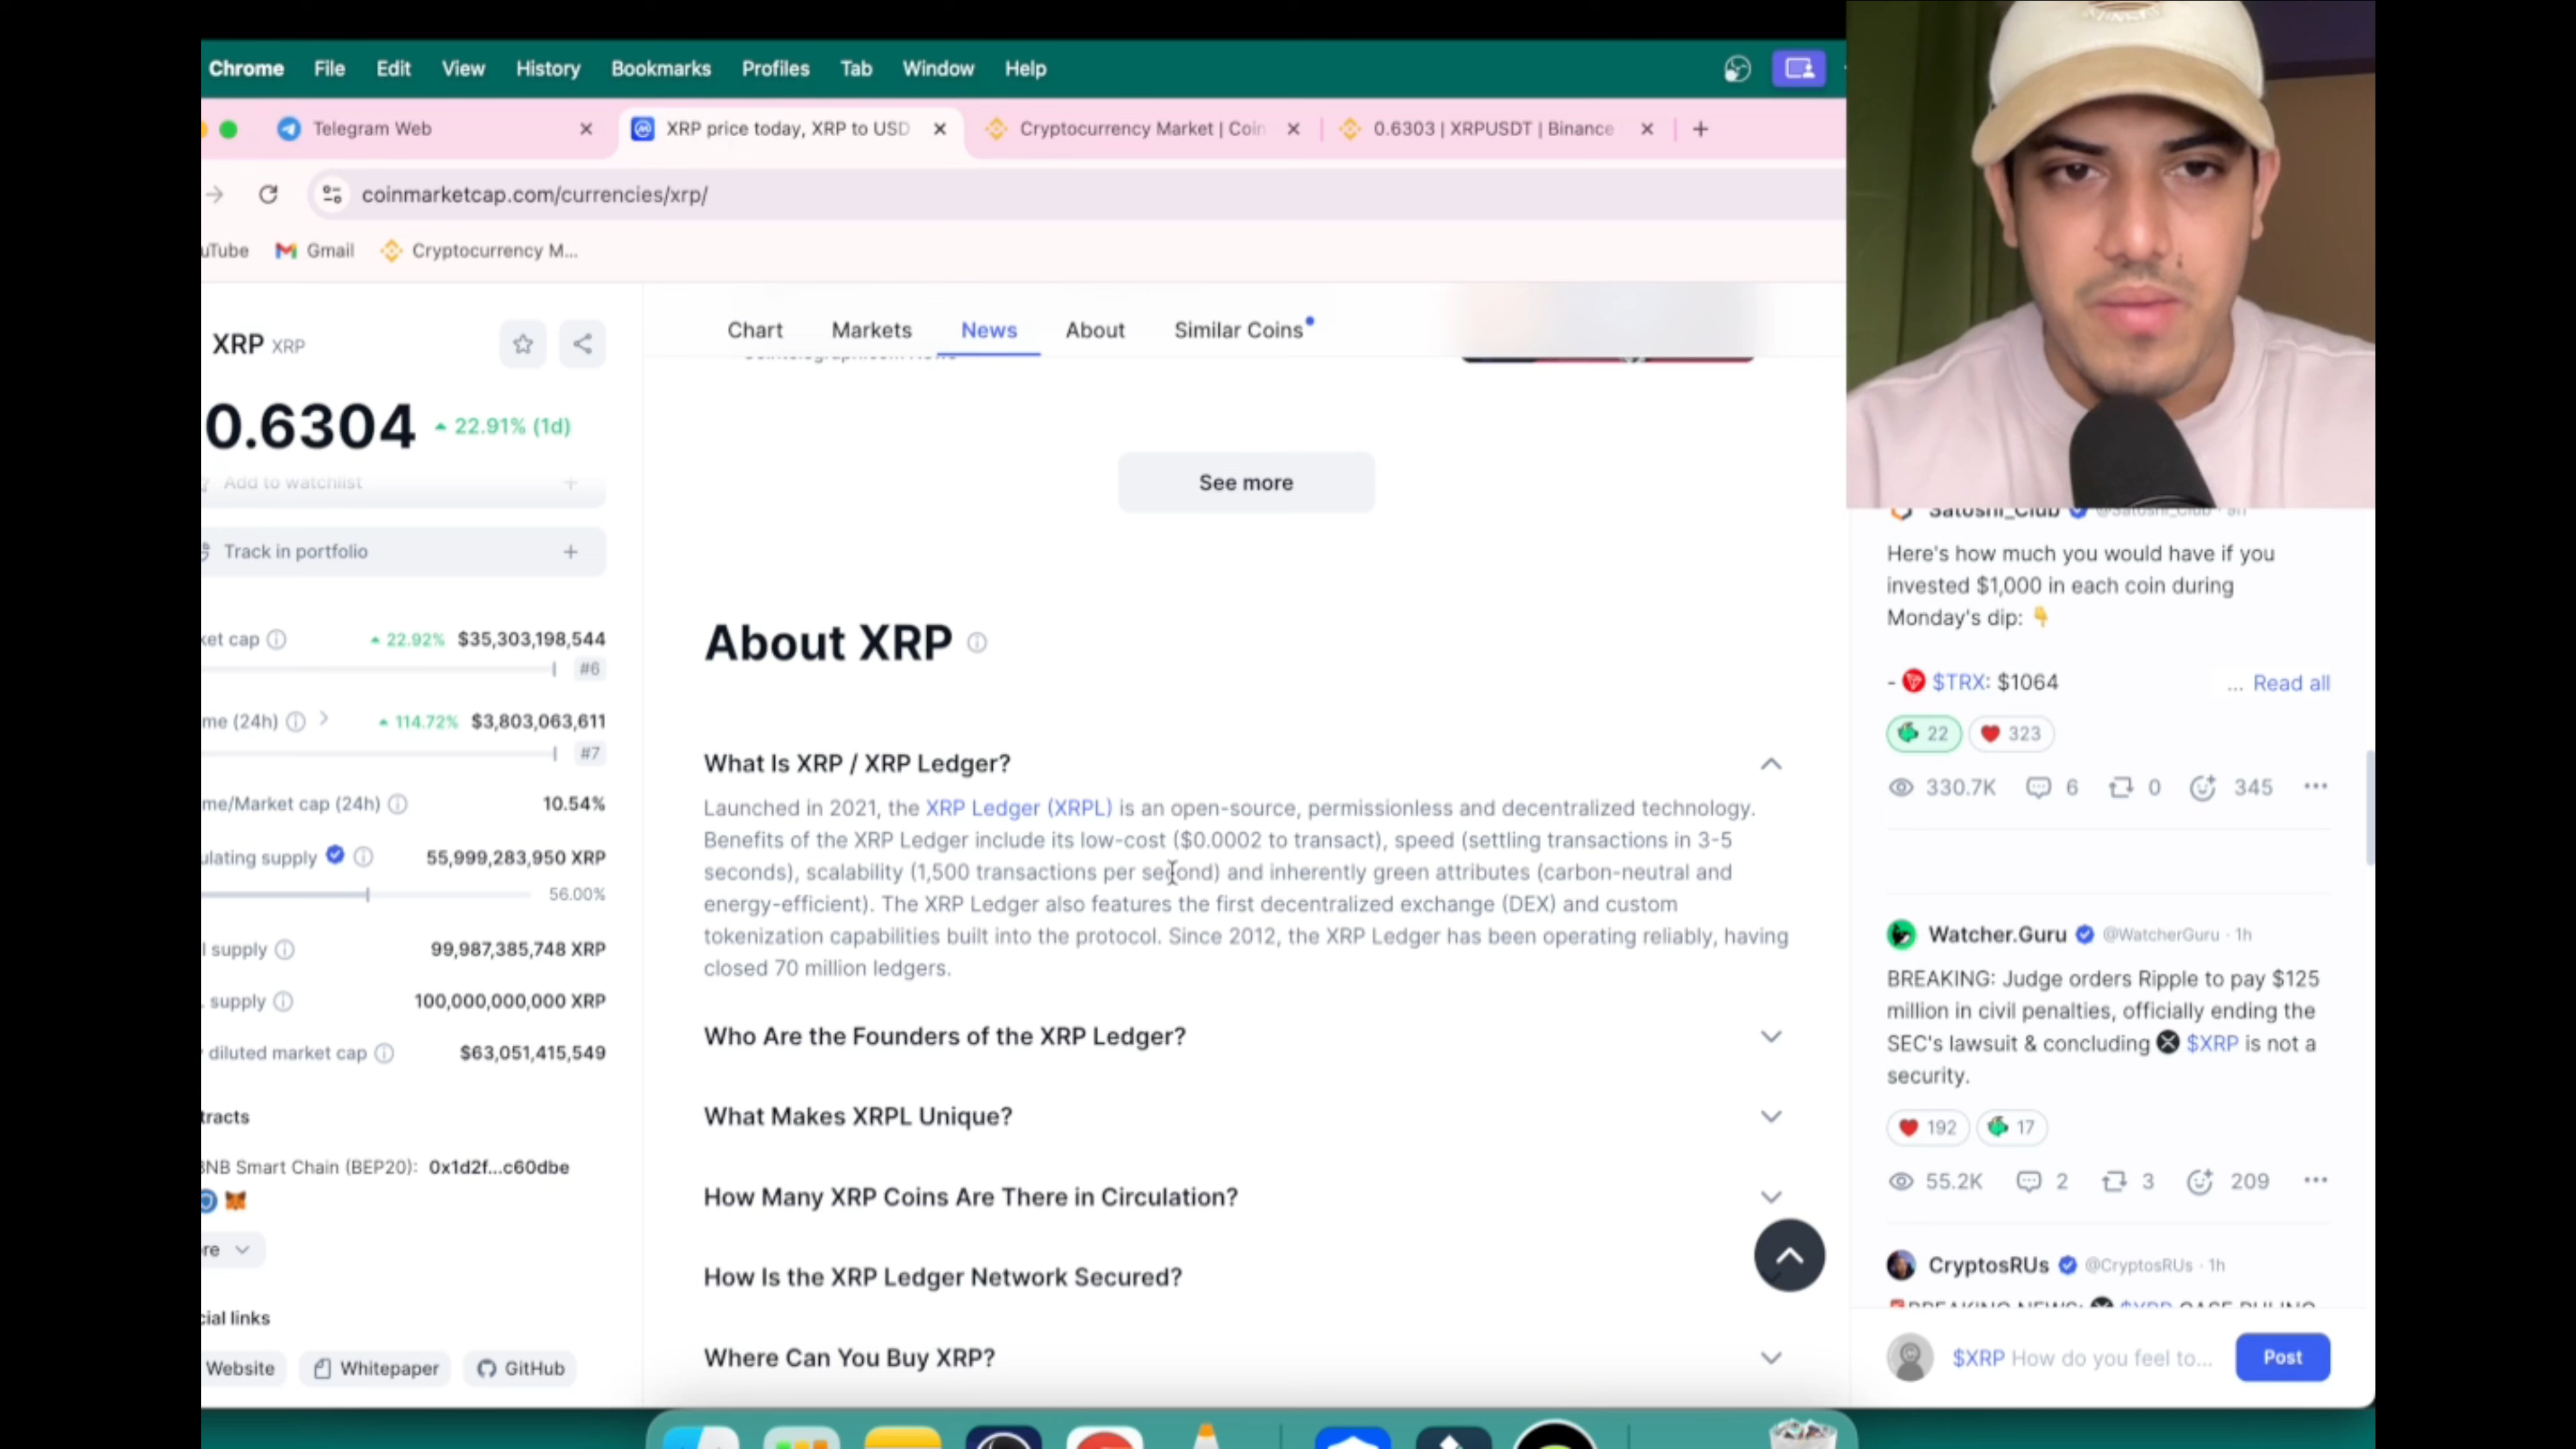 Chrome File Edit View History Bookmarks Profiles Tab Window Help
Telegram Web
XRP price today, XRP to USD
Cryptocurrency Market | Coin
0.6303 | XRPUSDT | Binance
coinmarketcap.com/currencies/xrp/
uTube Gmail Cryptocurrency M...
XRP XRP
0.6304 22.91% (1d)
Add to watchlist +
Track in portfolio +
ket cap 22.92% $35,303,198,544
#6
me (24h) 114.72% $3,803,063,611
#7
me/Market cap (24h) 10.54%
ulating supply 55,999,283,950 XRP
56.00%
l supply 99,987,385,748 XRP
. supply 100,000,000,000 XRP
diluted market cap $63,051,415,549
tracts
BNB Smart Chain (BEP20): 0x1d2f...c60dbe
re
cial links
Website Whitepaper GitHub
Chart Markets News About Similar Coins
See more
About XRP
What Is XRP / XRP Ledger?
Launched in 2021, the XRP Ledger (XRPL) is an open-source, permissionless and decentralized technology.
Benefits of the XRP Ledger include its low-cost ($0.0002 to transact), speed (settling transactions in 3-5
seconds), scalability (1,500 transactions per second) and inherently green attributes (carbon-neutral and
energy-efficient). The XRP Ledger also features the first decentralized exchange (DEX) and custom
tokenization capabilities built into the protocol. Since 2012, the XRP Ledger has been operating reliably, having
closed 70 million ledgers.
Who Are the Founders of the XRP Ledger?
What Makes XRPL Unique?
How Many XRP Coins Are There in Circulation?
How Is the XRP Ledger Network Secured?
Where Can You Buy XRP?
Satoshi_Club @Satoshi_Club · 9h
Here's how much you would have if you
invested $1,000 in each coin during
Monday's dip: 👇
- $TRX: $1064 ... Read all
22 323
330.7K 6 0 345
Watcher.Guru @WatcherGuru · 1h
BREAKING: Judge orders Ripple to pay $125
million in civil penalties, officially ending the
SEC's lawsuit & concluding $XRP is not a
security.
192 17
55.2K 2 3 209
CryptosRUs @CryptosRUs · 1h
BREAKING NEWS: $XRP CASE RULING
$XRP How do you feel to... Post